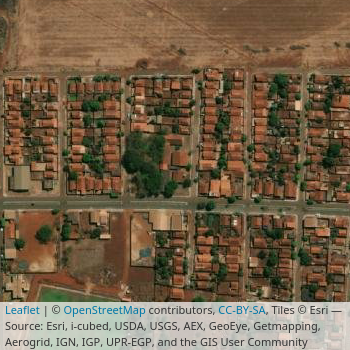 Leaflet | © OpenStreetMap contributors, CC-BY-SA, Tiles © Esri —
Source: Esri, i-cubed, USDA, USGS, AEX, GeoEye, Getmapping,
Aerogrid, IGN, IGP, UPR-EGP, and the GIS User Community